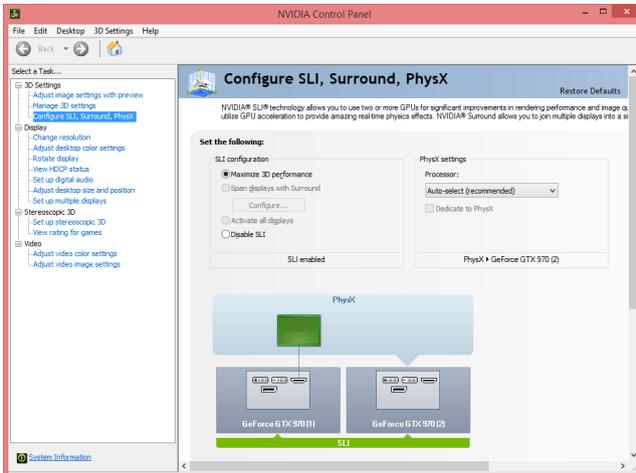 NVIDIA Control Panel
File Edit Desktop 3D Settings Help
Back
Select a Task...
3D Settings
Adjust image settings with preview
Manage 3D settings
Configure SLI, Surround, PhysX
Display
Change resolution
Adjust desktop color settings
Rotate display
View HDCP status
Set up digital audio
Adjust desktop size and position
Set up multiple displays
Stereoscopic 3D
Set up stereoscopic 3D
View rating for games
Video
Adjust video color settings
Adjust video image settings
System Information
Configure SLI, Surround, PhysX
Restore Defaults
NVIDIA® SLI® technology allows you to use two or more GPUs for significant improvements in rendering performance and image qu
utilize GPU acceleration to provide amazing real-time physics effects. NVIDIA® Surround allows you to join multiple displays into a si
Set the following:
SLI configuration
Maximize 3D performance
Span displays with Surround
Configure...
Activate all displays
Disable SLI
SLI enabled
PhysX settings
Processor:
Auto-select (recommended)
Dedicate to PhysX
PhysX ▸ GeForce GTX 970 (2)
PhysX
GeForce GTX 970 (1)
GeForce GTX 970 (2)
SLI